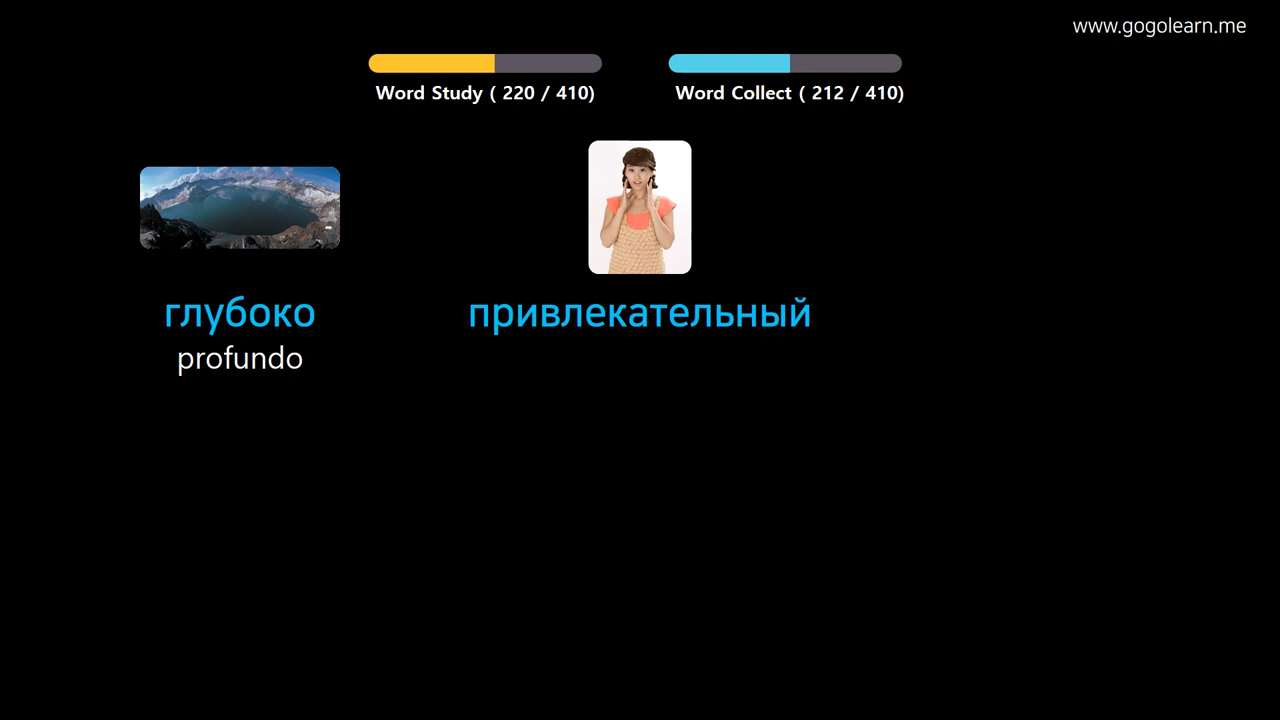 www.gogolearn.me
Word Study ( 220 / 410)
Word Collect ( 212 / 410)
глубоко
profundo
привлекательный